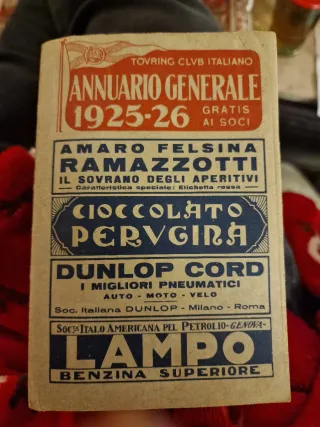 TOVRING CLVB ITALIANO
ANNUARIO GENERALE
1925-26 GRATIS
AI SOCI
AMARO FELSINA
RAMAZZOTTI
IL SOVRANO DEGLI APERITIVI
Caratteristica speciale: Etichetta rossa
CIOCCOLATO
PERVGINA
DUNLOP CORD
I MIGLIORI PNEUMATICI
AUTO - MOTO - VELO
Soc. Italiana DUNLOP - Milano - Roma
SOC.TA ITALO AMERICANA PEL PETROLIO - GENOVA -
LAMPO
BENZINA SUPERIORE